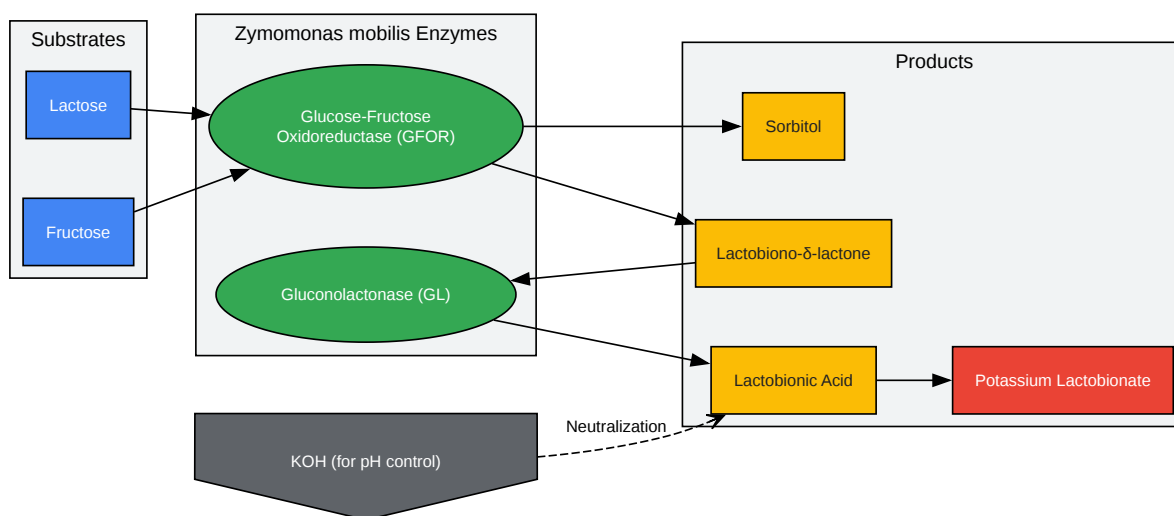 Substrates
Lactose
Fructose
Zymomonas mobilis Enzymes
Glucose-Fructose
Oxidoreductase (GFOR)
Gluconolactonase (GL)
Products
Sorbitol
Lactobiono-δ-lactone
Lactobionic Acid
Potassium Lactobionate
Neutralization
KOH (for pH control)